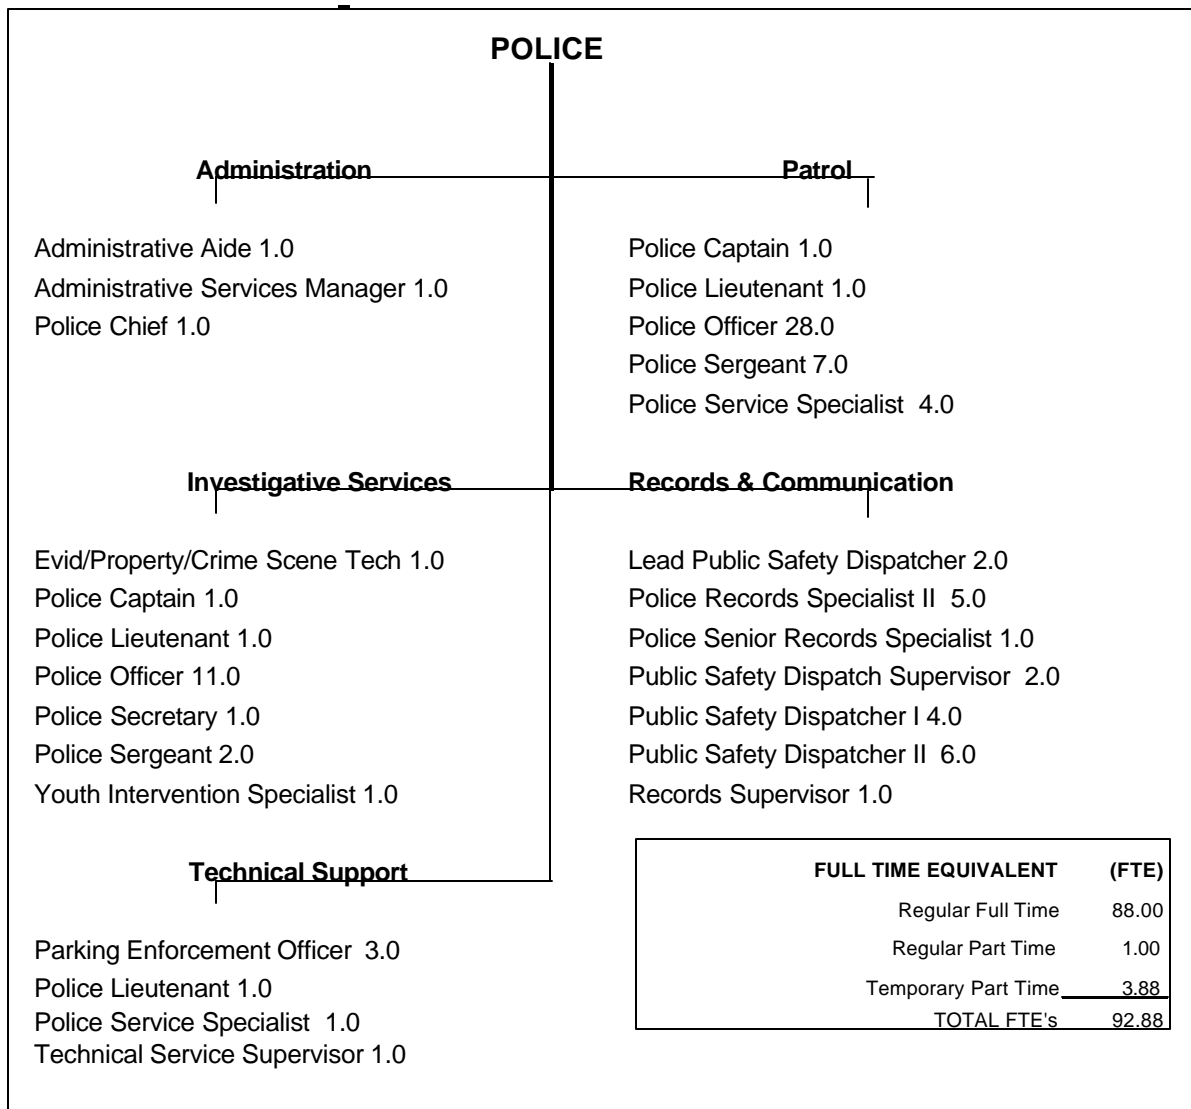 POLICE
Administration
Administrative Aide 1.0
Administrative Services Manager 1.0
Police Chief 1.0
Patrol
Police Captain 1.0
Police Lieutenant 1.0
Police Officer 28.0
Police Sergeant 7.0
Police Service Specialist 4.0
Investigative Services
Evid/Property/Crime Scene Tech 1.0
Police Captain 1.0
Police Lieutenant 1.0
Police Officer 11.0
Police Secretary 1.0
Police Sergeant 2.0
Youth Intervention Specialist 1.0
Records & Communication
Lead Public Safety Dispatcher 2.0
Police Records Specialist II 5.0
Police Senior Records Specialist 1.0
Public Safety Dispatch Supervisor 2.0
Public Safety Dispatcher I 4.0
Public Safety Dispatcher II 6.0
Records Supervisor 1.0
Technical Support
Parking Enforcement Officer 3.0
Police Lieutenant 1.0
Police Service Specialist 1.0
Technical Service Supervisor 1.0
FULL TIME EQUIVALENT (FTE)
Regular Full Time 88.00
Regular Part Time 1.00
Temporary Part Time 3.88
TOTAL FTE's 92.88